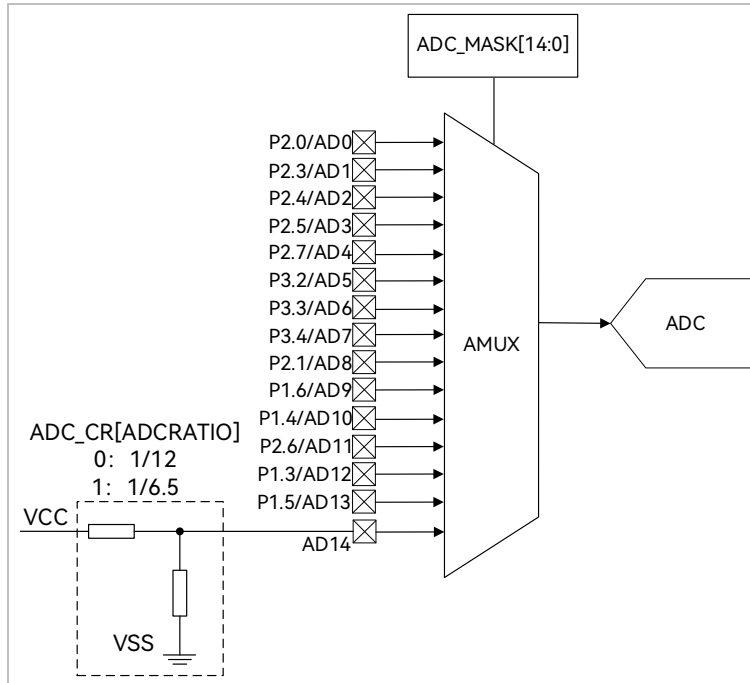 ADC_MASK[14:0]
P2.0/AD0
P2.3/AD1
P2.4/AD2
P2.5/AD3
P2.7/AD4
P3.2/AD5
P3.3/AD6
P3.4/AD7
P2.1/AD8
P1.6/AD9
P1.4/AD10
P2.6/AD11
P1.3/AD12
P1.5/AD13
AD14
AMUX
ADC
ADC_CR[ADCRATIO]
0: 1/12
1: 1/6.5
VCC
VSS